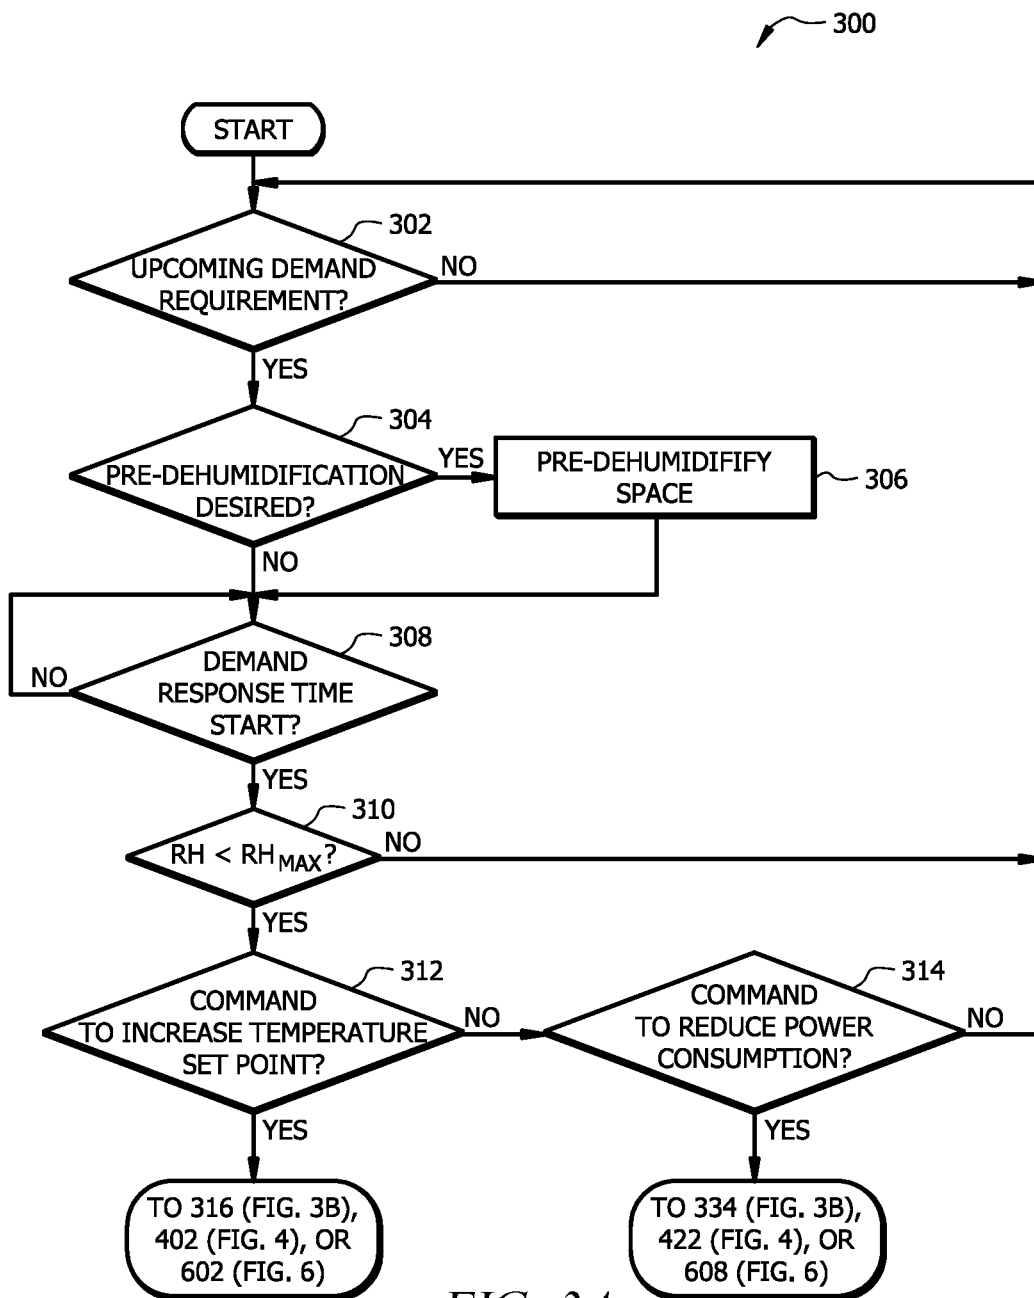 300
START
302
UPCOMING DEMAND
REQUIREMENT?
NO
YES
304
PRE-DEHUMIDIFICATION
DESIRED?
YES
PRE-DEHUMIDIFIFY
SPACE
306
NO
308
DEMAND
RESPONSE TIME
START?
NO
YES
310
RH < RHMAX?
NO
YES
312
COMMAND
TO INCREASE TEMPERATURE
SET POINT?
NO
314
COMMAND
TO REDUCE POWER
CONSUMPTION?
NO
YES
YES
TO 316 (FIG. 3B),
402 (FIG. 4), OR
602 (FIG. 6)
TO 334 (FIG. 3B),
422 (FIG. 4), OR
608 (FIG. 6)